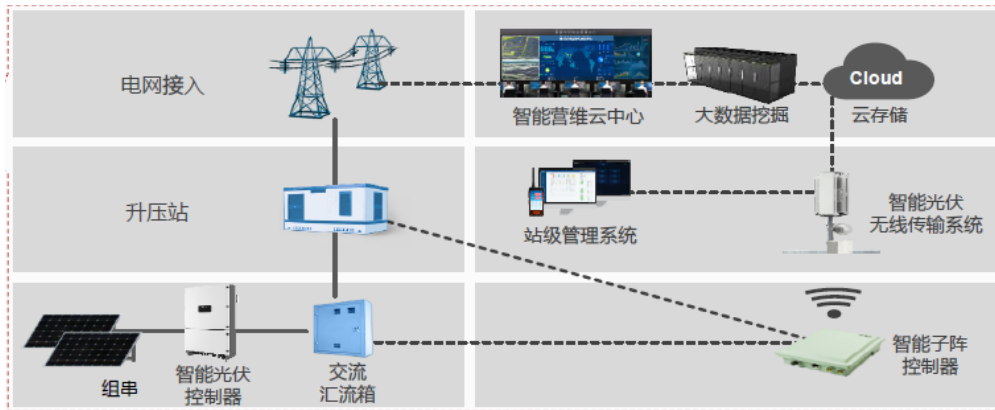 电网接入
智能营维云中心
大数据挖掘
Cloud
云存储
升压站
站级管理系统
智能光伏
无线传输系统
组串
智能光伏
控制器
交流
汇流箱
智能子阵
控制器